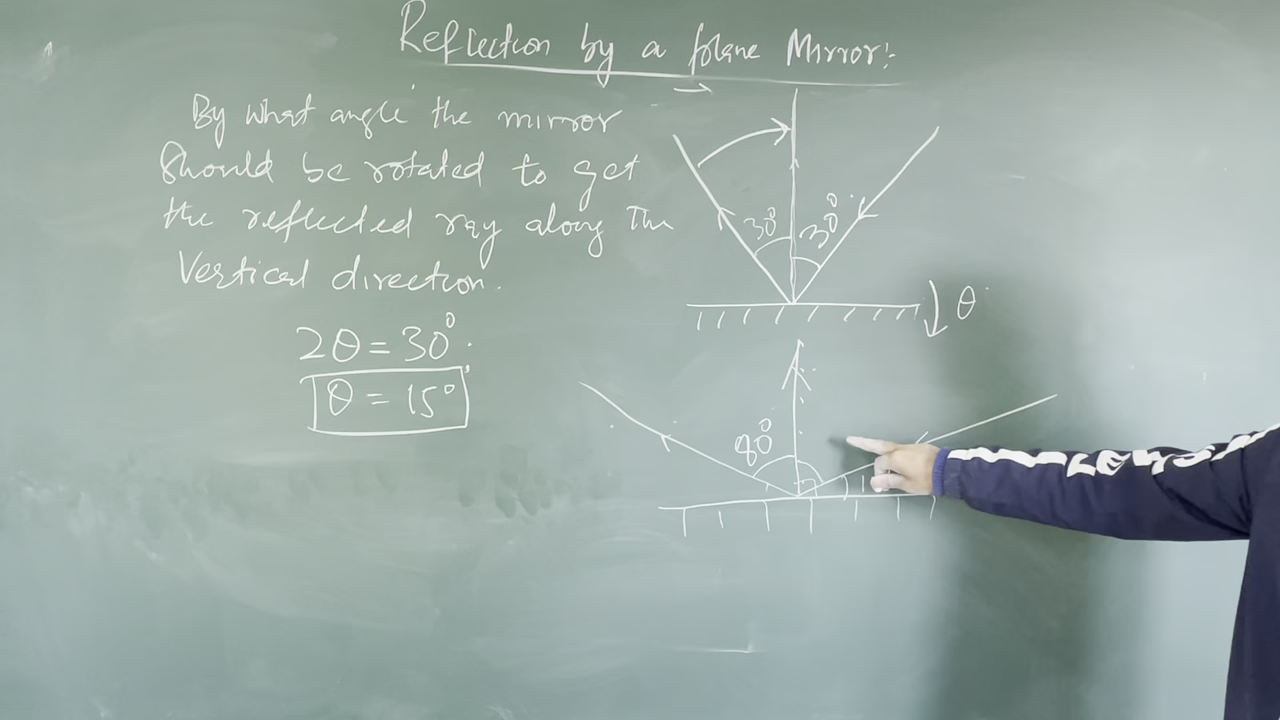 Reflection by a plane Mirror:-
By what angle the mirror
should be rotated to get
the reflected ray along the
Vertical direction.
2θ = 30°.
θ = 15°
30° 30°
θ
80°